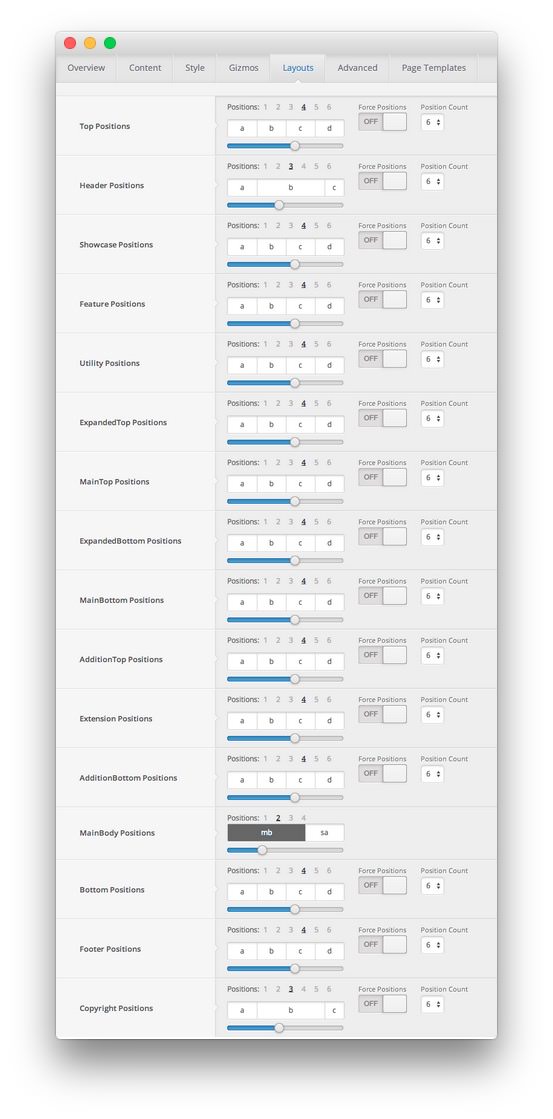 Overview Content Style Gizmos Layouts Advanced Page Templates
Top Positions Positions: 1 2 3 4 5 6 Force Positions Position Count
a b c d OFF 6
Header Positions Positions: 1 2 3 4 5 6 Force Positions Position Count
a b c OFF 6
Showcase Positions Positions: 1 2 3 4 5 6 Force Positions Position Count
a b c d OFF 6
Feature Positions Positions: 1 2 3 4 5 6 Force Positions Position Count
a b c d OFF 6
Utility Positions Positions: 1 2 3 4 5 6 Force Positions Position Count
a b c d OFF 6
ExpandedTop Positions Positions: 1 2 3 4 5 6 Force Positions Position Count
a b c d OFF 6
MainTop Positions Positions: 1 2 3 4 5 6 Force Positions Position Count
a b c d OFF 6
ExpandedBottom Positions Positions: 1 2 3 4 5 6 Force Positions Position Count
a b c d OFF 6
MainBottom Positions Positions: 1 2 3 4 5 6 Force Positions Position Count
a b c d OFF 6
AdditionTop Positions Positions: 1 2 3 4 5 6 Force Positions Position Count
a b c d OFF 6
Extension Positions Positions: 1 2 3 4 5 6 Force Positions Position Count
a b c d OFF 6
AdditionBottom Positions Positions: 1 2 3 4 5 6 Force Positions Position Count
a b c d OFF 6
MainBody Positions Positions: 1 2 3 4
mb sa
Bottom Positions Positions: 1 2 3 4 5 6 Force Positions Position Count
a b c d OFF 6
Footer Positions Positions: 1 2 3 4 5 6 Force Positions Position Count
a b c d OFF 6
Copyright Positions Positions: 1 2 3 4 5 6 Force Positions Position Count
a b c OFF 6